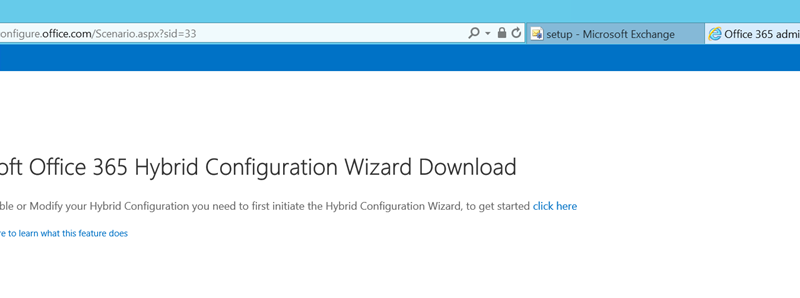 onfigure.office.com/Scenario.aspx?sid=33 setup - Microsoft Exchange Office 365 admi
oft Office 365 Hybrid Configuration Wizard Download
ble or Modify your Hybrid Configuration you need to first initiate the Hybrid Configuration Wizard, to get started click here
re to learn what this feature does